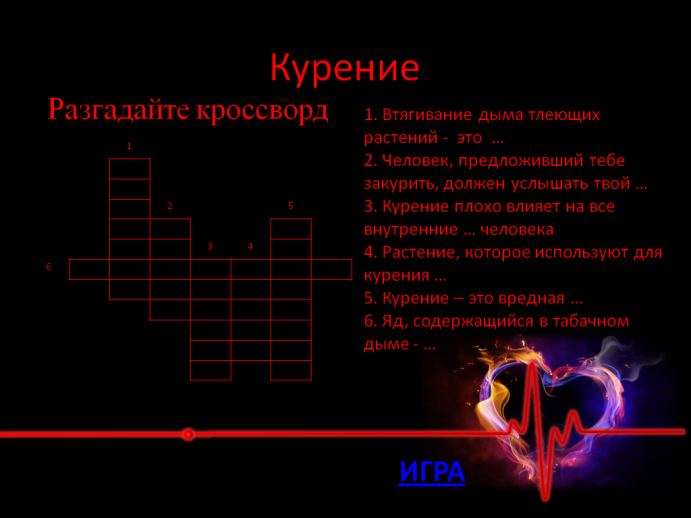 Курение
Разгадайте кроссворд
1. Втягивание дыма тлеющих
растений - это ...
2. Человек, предложивший тебе
закурить, должен услышать твой ...
3. Курение плохо влияет на все
внутренние ... человека
4. Растение, которое используют для
курения ...
5. Курение – это вредная ...
6. Яд, содержащийся в табачном
дыме - ...
1
2
5
3
4
6
ИГРА